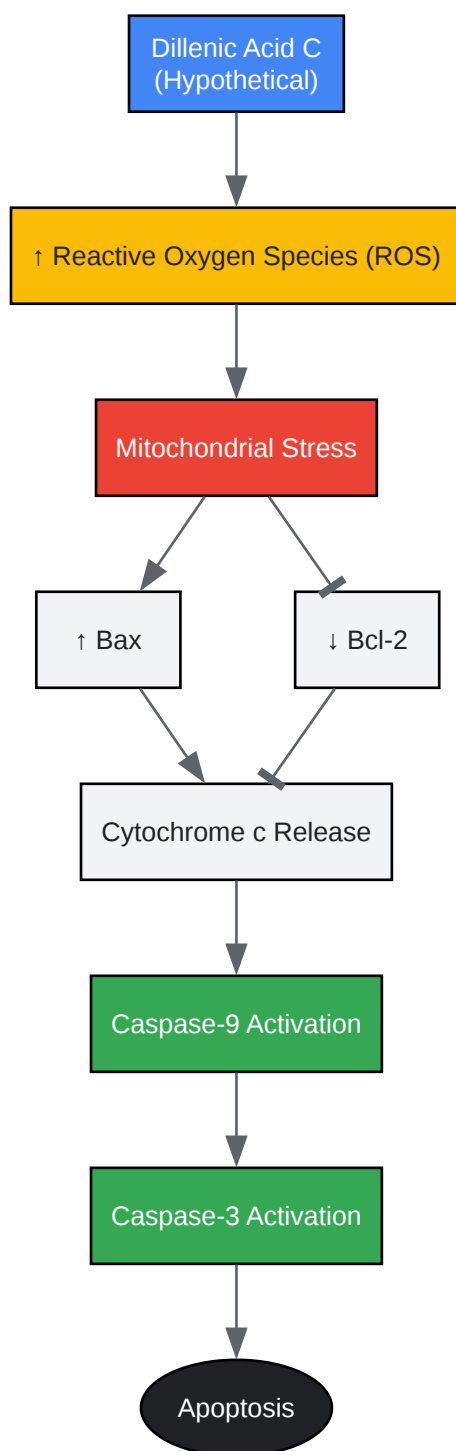 Dillenic Acid C
(Hypothetical)
↑ Reactive Oxygen Species (ROS)
Mitochondrial Stress
↑ Bax
↓ Bcl-2
Cytochrome c Release
Caspase-9 Activation
Caspase-3 Activation
Apoptosis